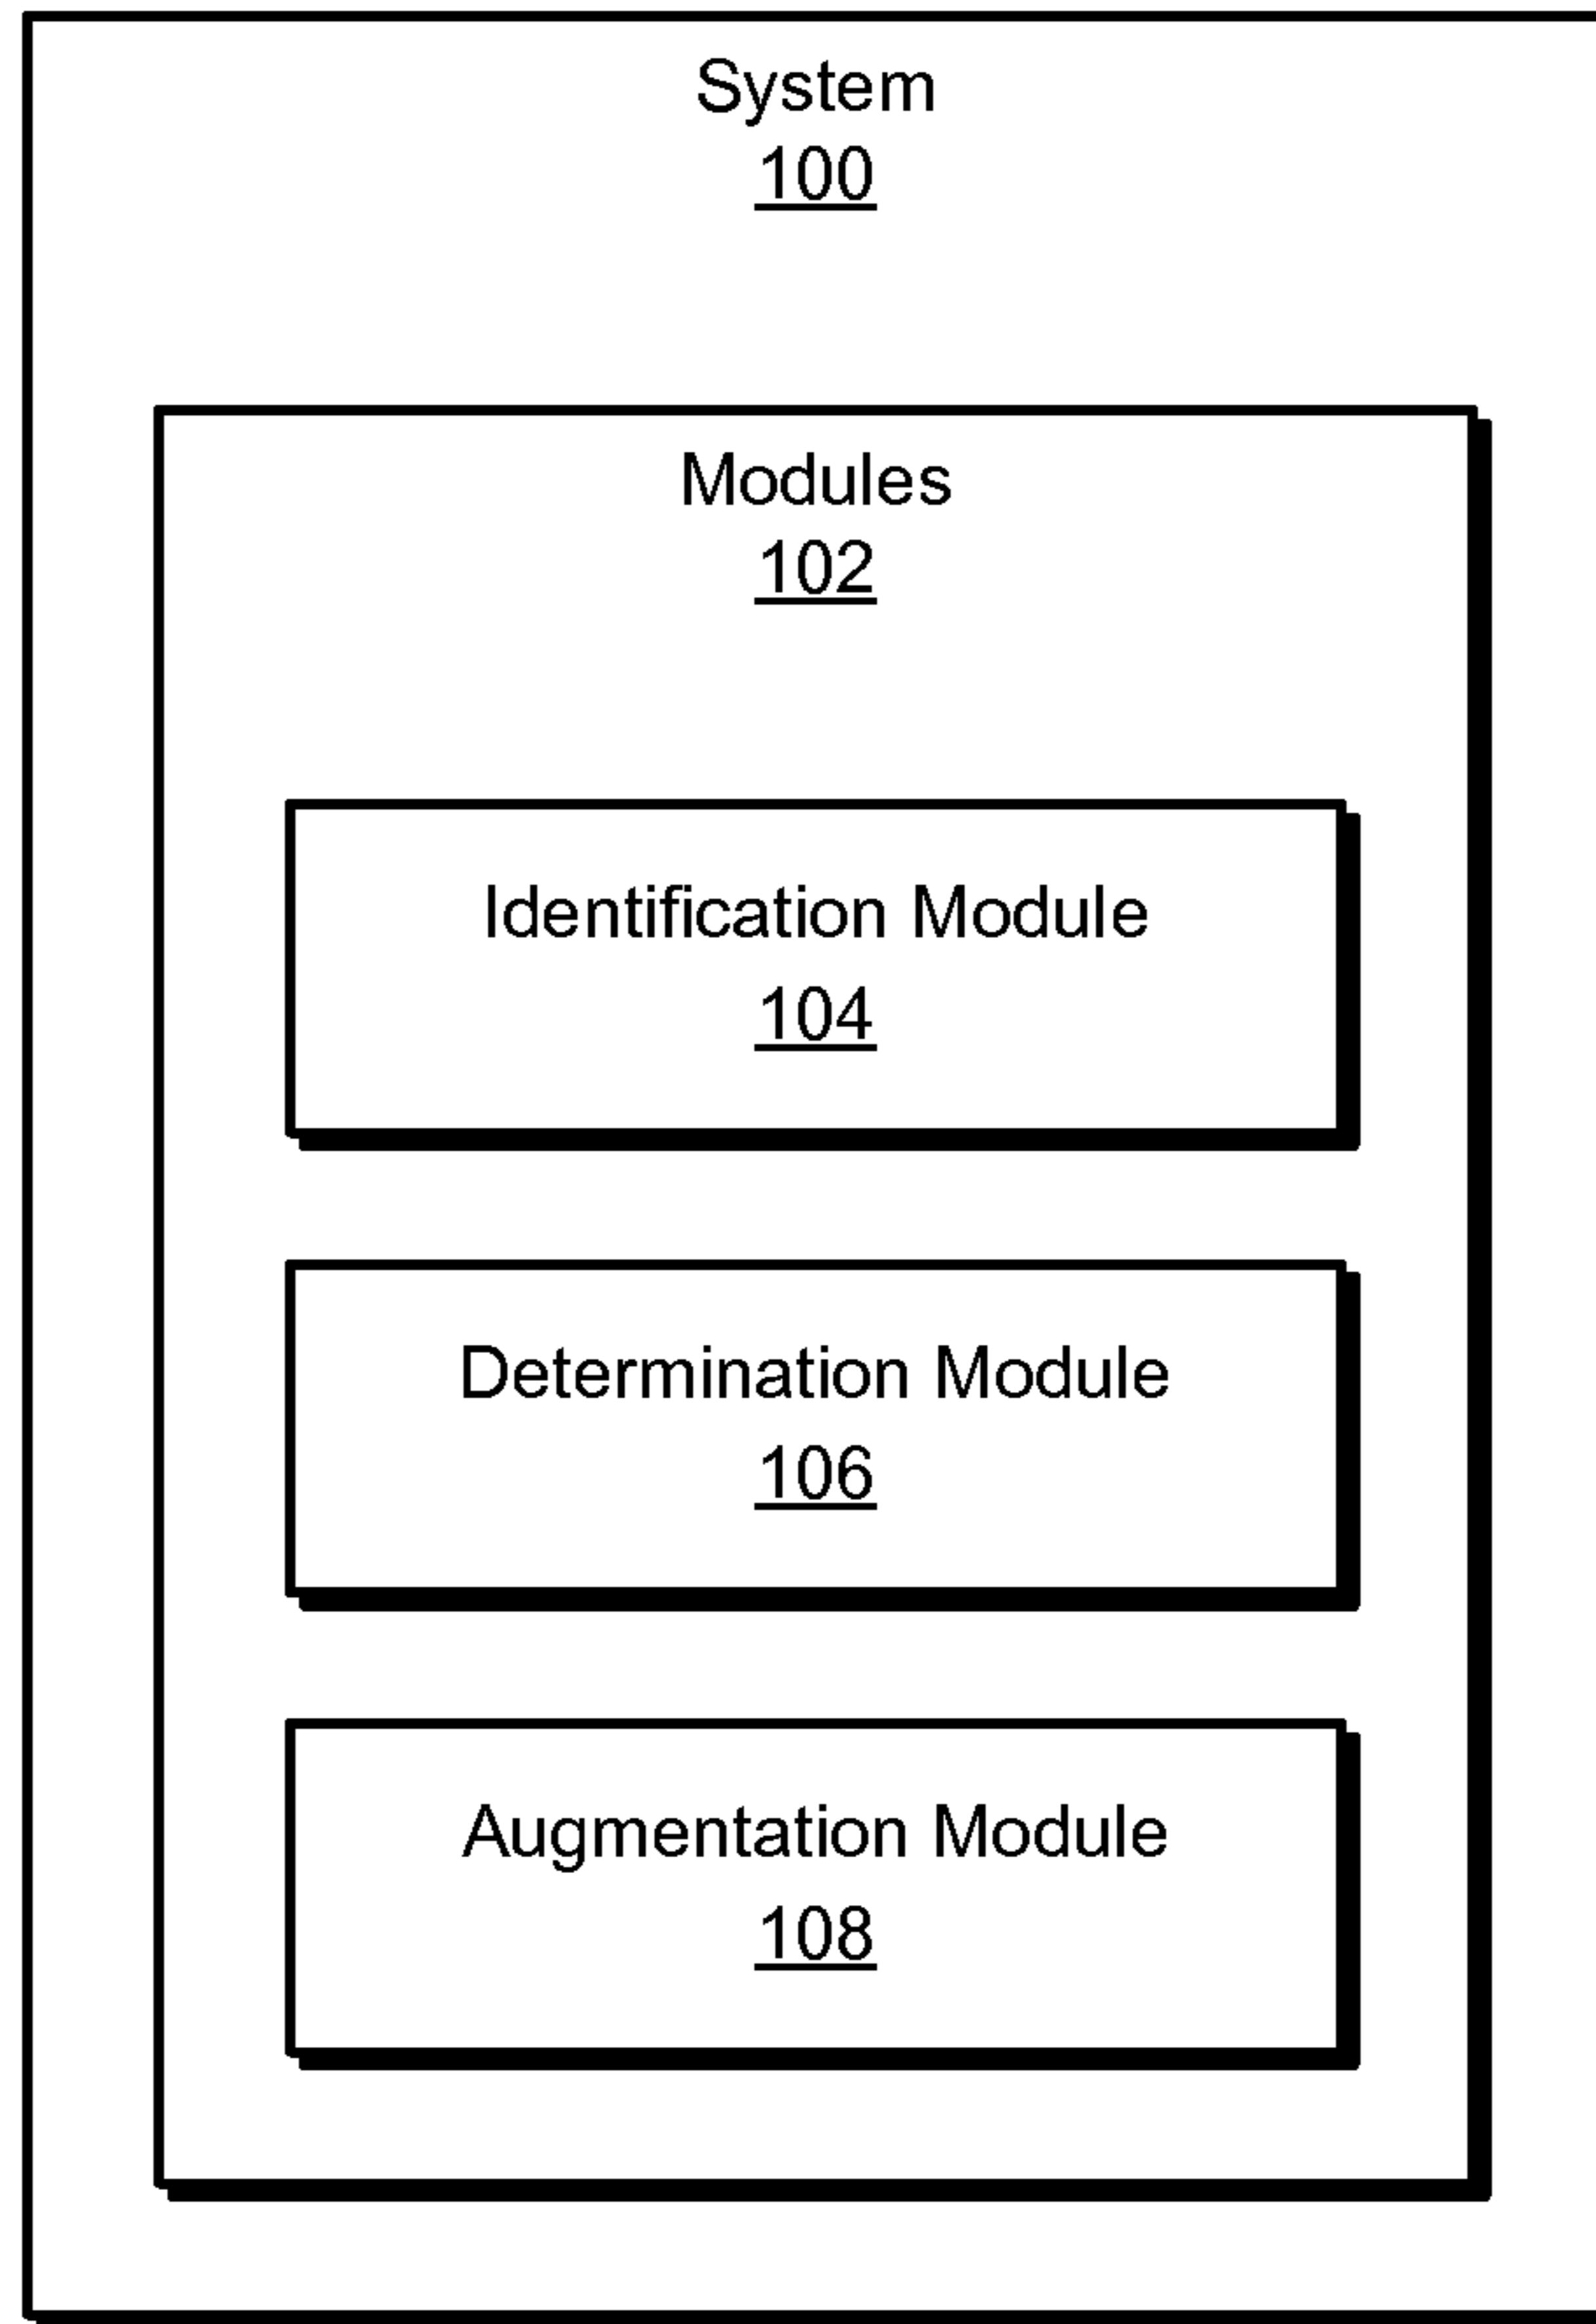 System
100
Modules
102
Identification Module
104
Determination Module
106
Augmentation Module
108